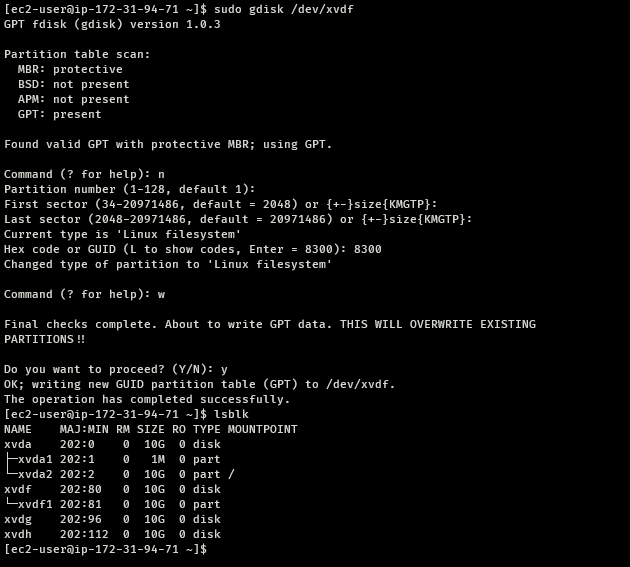 [ec2-user@ip-172-31-94-71 ~]$ sudo gdisk /dev/xvdf
GPT fdisk (gdisk) version 1.0.3

Partition table scan:
  MBR: protective
  BSD: not present
  APM: not present
  GPT: present

Found valid GPT with protective MBR; using GPT.

Command (? for help): n
Partition number (1-128, default 1):
First sector (34-20971486, default = 2048) or {+-}size{KMGTP}:
Last sector (2048-20971486, default = 20971486) or {+-}size{KMGTP}:
Current type is 'Linux filesystem'
Hex code or GUID (L to show codes, Enter = 8300): 8300
Changed type of partition to 'Linux filesystem'

Command (? for help): w

Final checks complete. About to write GPT data. THIS WILL OVERWRITE EXISTING
PARTITIONS!!

Do you want to proceed? (Y/N): y
OK; writing new GUID partition table (GPT) to /dev/xvdf.
The operation has completed successfully.
[ec2-user@ip-172-31-94-71 ~]$ lsblk
NAME    MAJ:MIN RM SIZE RO TYPE MOUNTPOINT
xvda    202:0    0  10G  0 disk
├─xvda1 202:1    0   1M  0 part
└─xvda2 202:2    0  10G  0 part /
xvdf    202:80   0  10G  0 disk
└─xvdf1 202:81   0  10G  0 part
xvdg    202:96   0  10G  0 disk
xvdh    202:112  0  10G  0 disk
[ec2-user@ip-172-31-94-71 ~]$